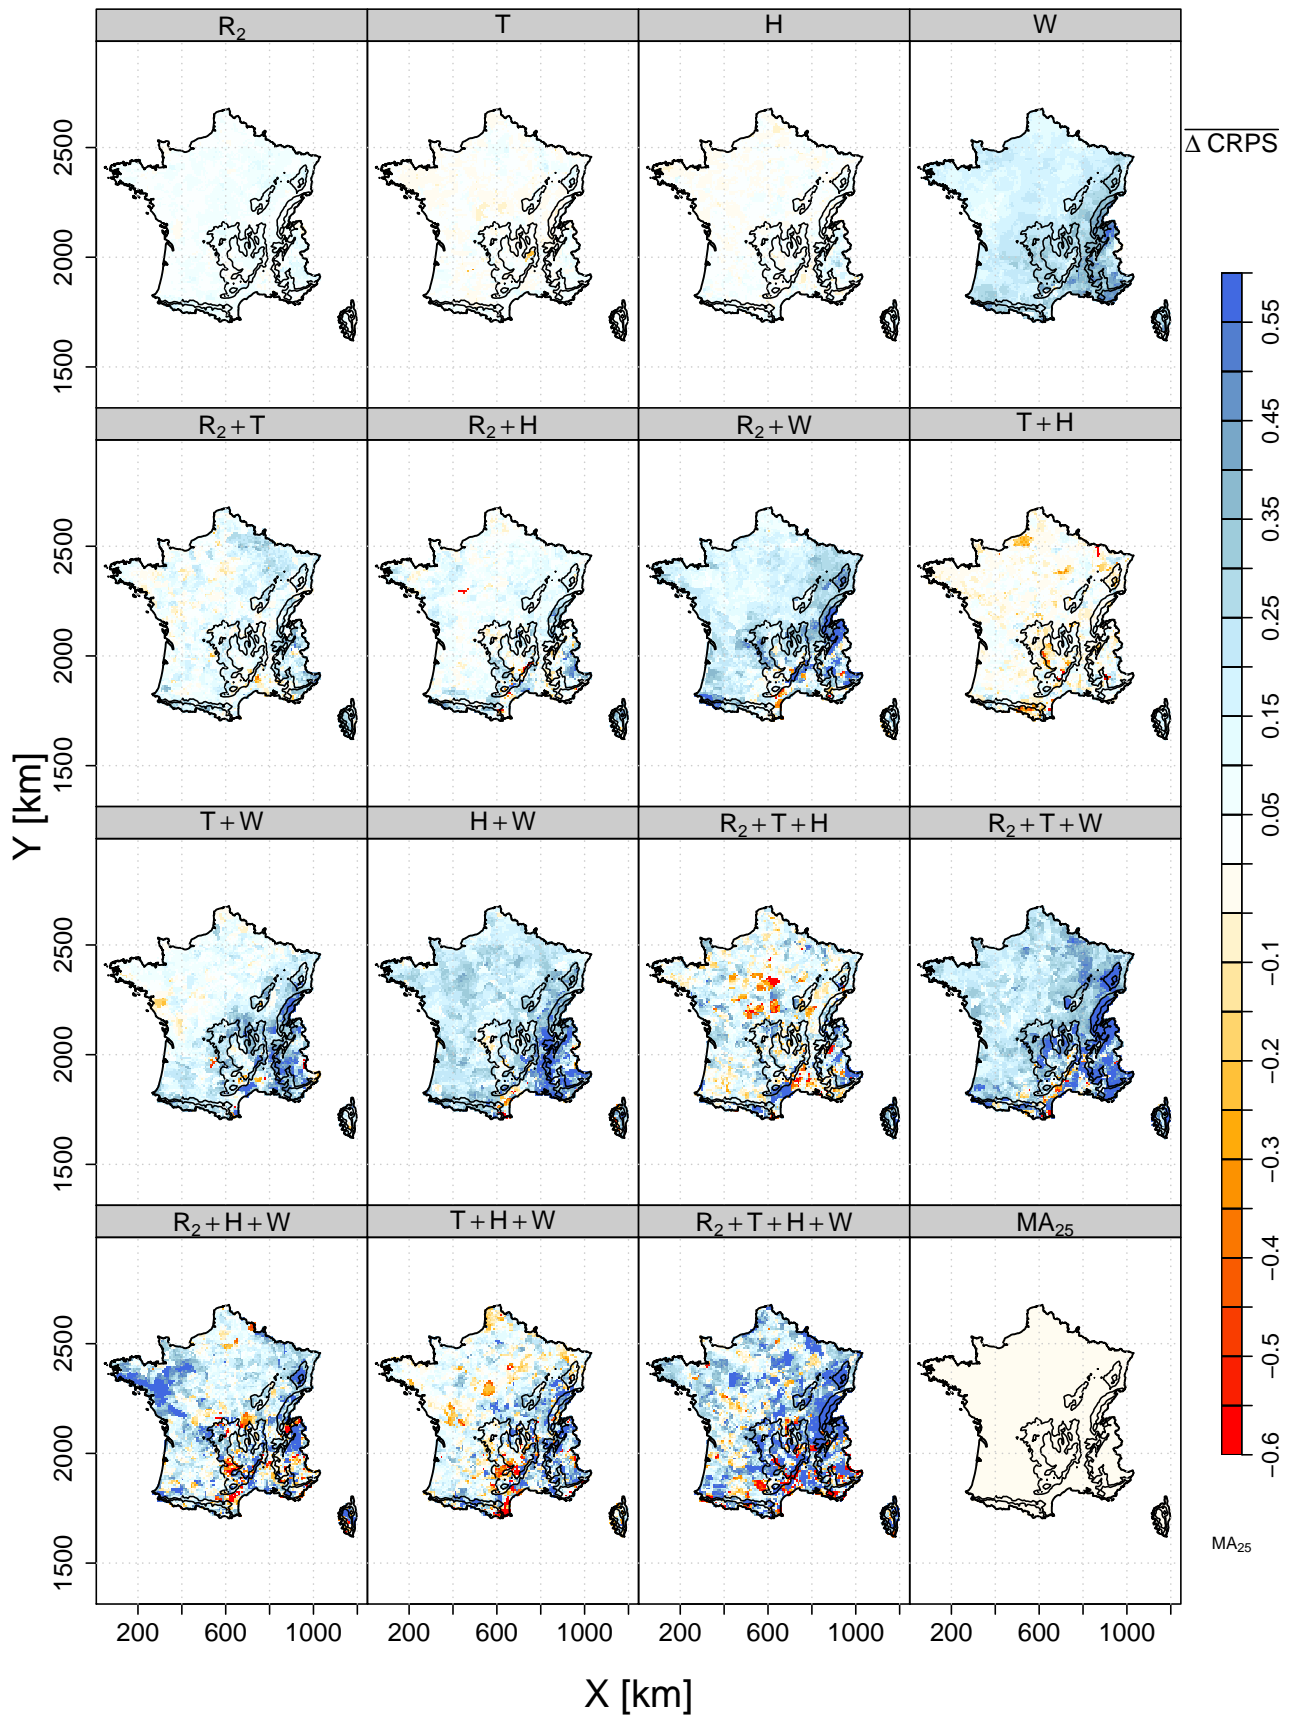 R₂ T H W
Δ CRPS
R₂+T R₂+H R₂+W T+H
T+W H+W R₂+T+H R₂+T+W
R₂+H+W T+H+W R₂+T+H+W MA₂₅
2500
2000
1500
2500
2000
1500
2500
2000
1500
2500
2000
1500
Y [km]
200 600 1000 200 600 1000 200 600 1000 200 600 1000
X [km]
0.55
0.45
0.35
0.25
0.15
0.05
−0.1
−0.2
−0.3
−0.4
−0.5
−0.6
MA₂₅